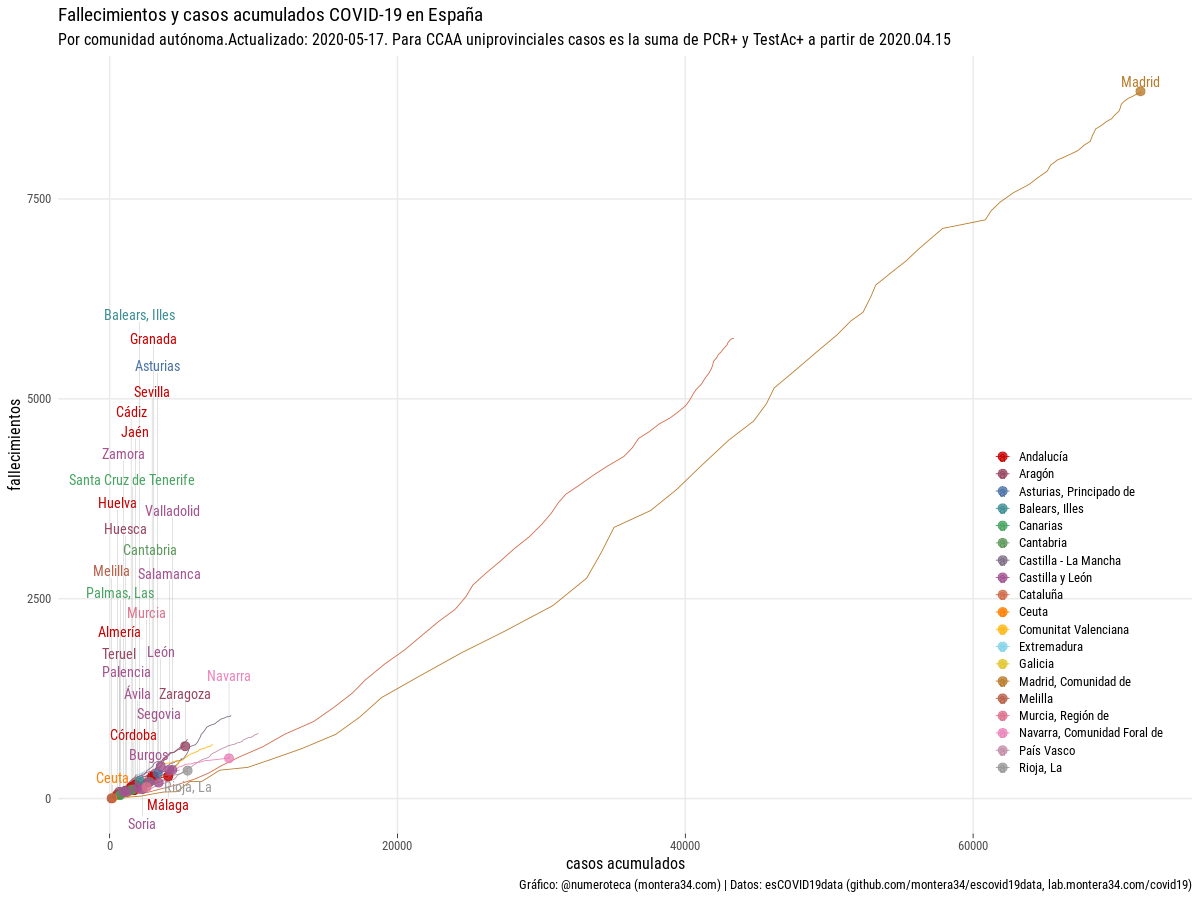 Fallecimientos y casos acumulados COVID-19 en España
Por comunidad autónoma.Actualizado: 2020-05-17. Para CCAA uniprovinciales casos es la suma de PCR+ y TestAc+ a partir de 2020.04.15
Madrid
7500
Balears, Illes
Granada
Asturias
Sevilla
5000
Cádiz
Jaén
Zamora
Santa Cruz de Tenerife
Huelva
Valladolid
Huesca
Cantabria
Melilla
Salamanca
Palmas, Las
2500
Murcia
Almería
Teruel
León
Palencia
Navarra
Ávila
Zaragoza
Segovia
Córdoba
Burgos
Ceuta
Rioja, La
0
Málaga
Soria
fallecimientos
Andalucía
Aragón
Asturias, Principado de
Balears, Illes
Canarias
Cantabria
Castilla - La Mancha
Castilla y León
Cataluña
Ceuta
Comunitat Valenciana
Extremadura
Galicia
Madrid, Comunidad de
Melilla
Murcia, Región de
Navarra, Comunidad Foral de
País Vasco
Rioja, La
0 20000 40000 60000
casos acumulados
Gráfico: @numeroteca (montera34.com) | Datos: esCOVID19data (github.com/montera34/escovid19data, lab.montera34.com/covid19)